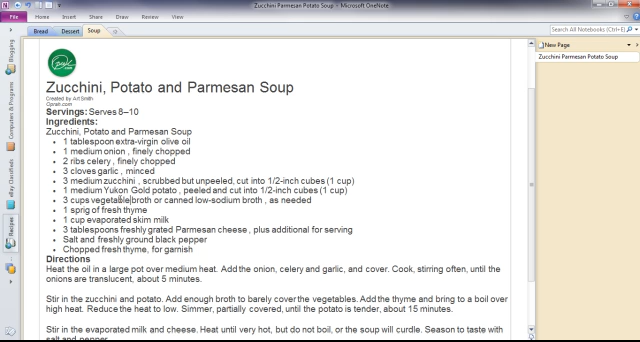 Zucchini Parmesan Potato Soup - Microsoft OneNote
File Home Insert Share Draw Review View
Bread Dessert Soup
Search All Notebooks (Ctrl+E)
New Page
Zucchini Parmesan Potato Soup
Blogging
Computers & Programs
eBay Classifieds
Recipes
Zucchini, Potato and Parmesan Soup
Created by Art Smith
Oprah.com
Servings: Serves 8–10
Ingredients:
Zucchini, Potato and Parmesan Soup
• 1 tablespoon extra-virgin olive oil
• 1 medium onion , finely chopped
• 2 ribs celery , finely chopped
• 3 cloves garlic , minced
• 3 medium zucchini , scrubbed but unpeeled, cut into 1/2-inch cubes (1 cup)
• 1 medium Yukon Gold potato , peeled and cut into 1/2-inch cubes (1 cup)
• 3 cups vegetable broth or canned low-sodium broth , as needed
• 1 sprig of fresh thyme
• 1 cup evaporated skim milk
• 3 tablespoons freshly grated Parmesan cheese , plus additional for serving
• Salt and freshly ground black pepper
• Chopped fresh thyme, for garnish
Directions
Heat the oil in a large pot over medium heat. Add the onion, celery and garlic, and cover. Cook, stirring often, until the
onions are translucent, about 5 minutes.
Stir in the zucchini and potato. Add enough broth to barely cover the vegetables. Add the thyme and bring to a boil over
high heat. Reduce the heat to low. Simmer, partially covered, until the potato is tender, about 15 minutes.
Stir in the evaporated milk and cheese. Heat until very hot, but do not boil, or the soup will curdle. Season to taste with
salt and pepper.